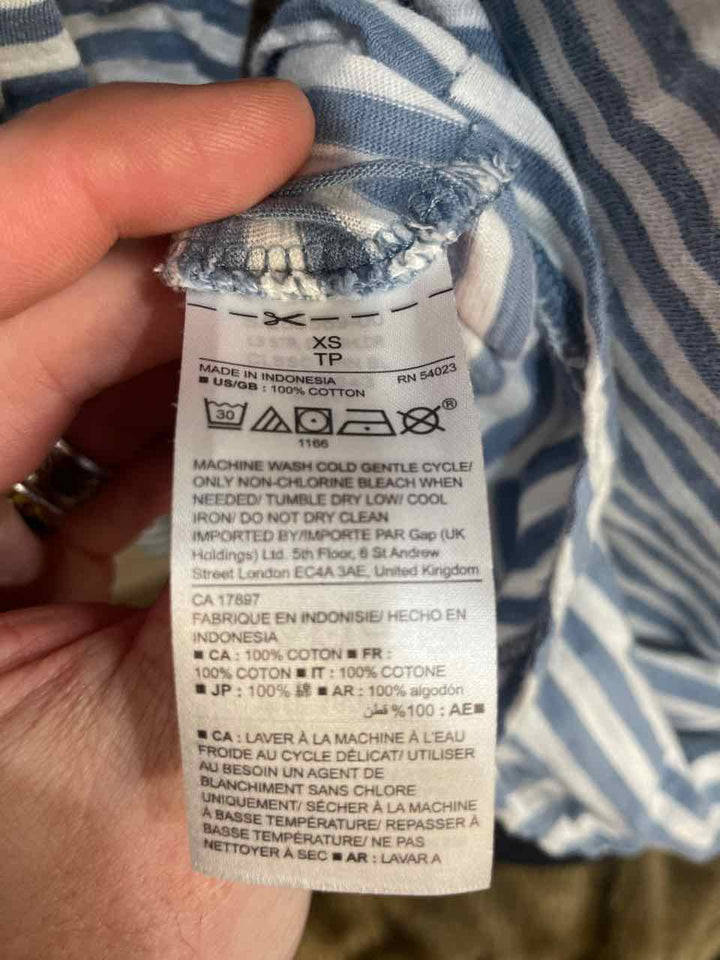 XS
TP
MADE IN INDONESIA RN 54023
■ US/GB : 100% COTTON
30
®
1166
MACHINE WASH COLD GENTLE CYCLE/
ONLY NON-CHLORINE BLEACH WHEN
NEEDED/ TUMBLE DRY LOW/ COOL
IRON/ DO NOT DRY CLEAN
IMPORTED BY/IMPORTE PAR Gap (UK
Holdings) Ltd. 5th Floor, 6 St Andrew
Street London EC4A 3AE, United Kingdom
CA 17897
FABRIQUE EN INDONISIE/ HECHO EN
INDONESIA
■ CA : 100% COTON ■ FR :
100% COTON ■ IT : 100% COTONE
■ JP : 100% 綿 ■ AR : 100% algodón
■AE: 100% قطن
■ CA : LAVER À LA MACHINE À L'EAU
FROIDE AU CYCLE DÉLICAT/ UTILISER
AU BESOIN UN AGENT DE
BLANCHIMENT SANS CHLORE
UNIQUEMENT/ SÉCHER À LA MACHINE
À BASSE TEMPÉRATURE/ REPASSER À
BASSE TEMPÉRATURE/ NE PAS
NETTOYER À SEC ■ AR : LAVAR A